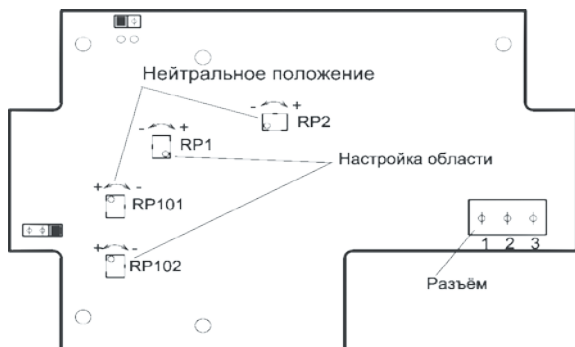 Нейтральное положение
- +
RP2
- +
RP1
Настройка области
+ -
RP101
+ -
RP102
1 2 3
Разъём